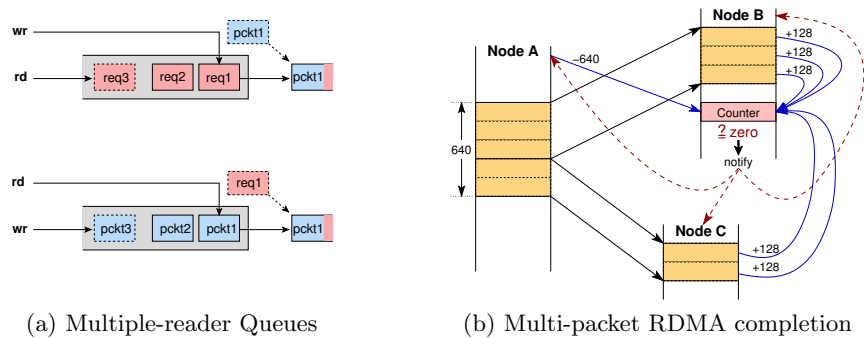 wr
pckt1
rd
req3
req2
req1
pckt1
rd
req1
wr
pckt3
pckt2
pckt1
pckt1
(a) Multiple-reader Queues
Node B
Node A
+128
−640
+128
+128
Counter
? zero
=
640
notify
Node C
+128
+128
(b) Multi-packet RDMA completion